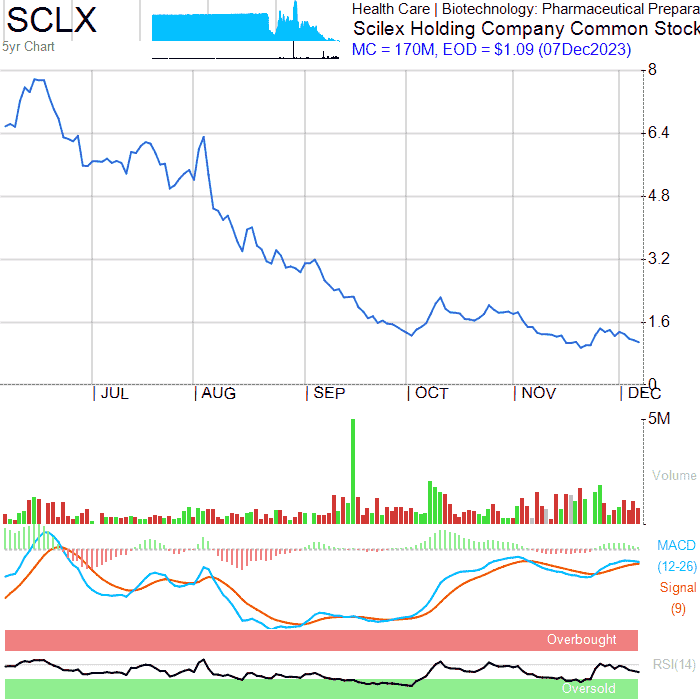 SCLX
5yr Chart
Health Care | Biotechnology: Pharmaceutical Prepara
Scilex Holding Company Common Stock
MC = 170M, EOD = $1.09 (07Dec2023)
8
6.4
4.8
3.2
1.6
0
JUL AUG SEP OCT NOV DEC
5M
Volume
MACD
(12-26)
Signal
(9)
Overbought
RSI(14)
Oversold